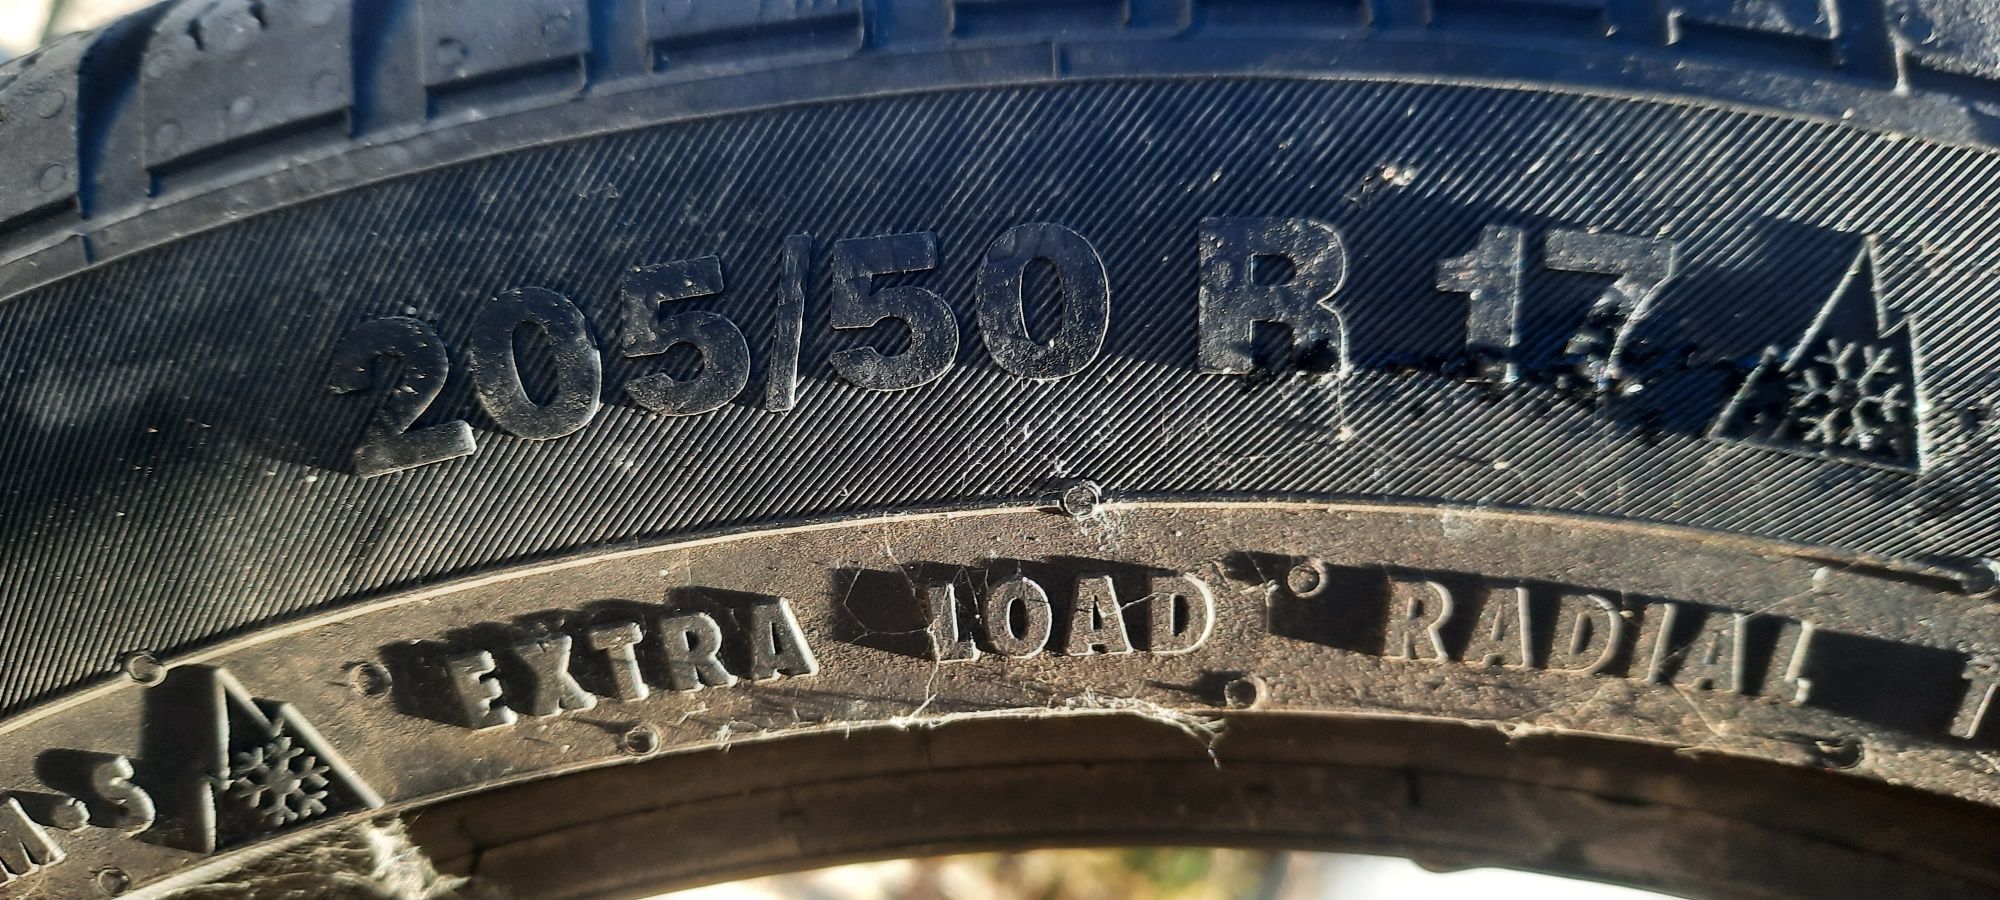 205/50 R 17
M+S EXTRA LOAD RADIAL